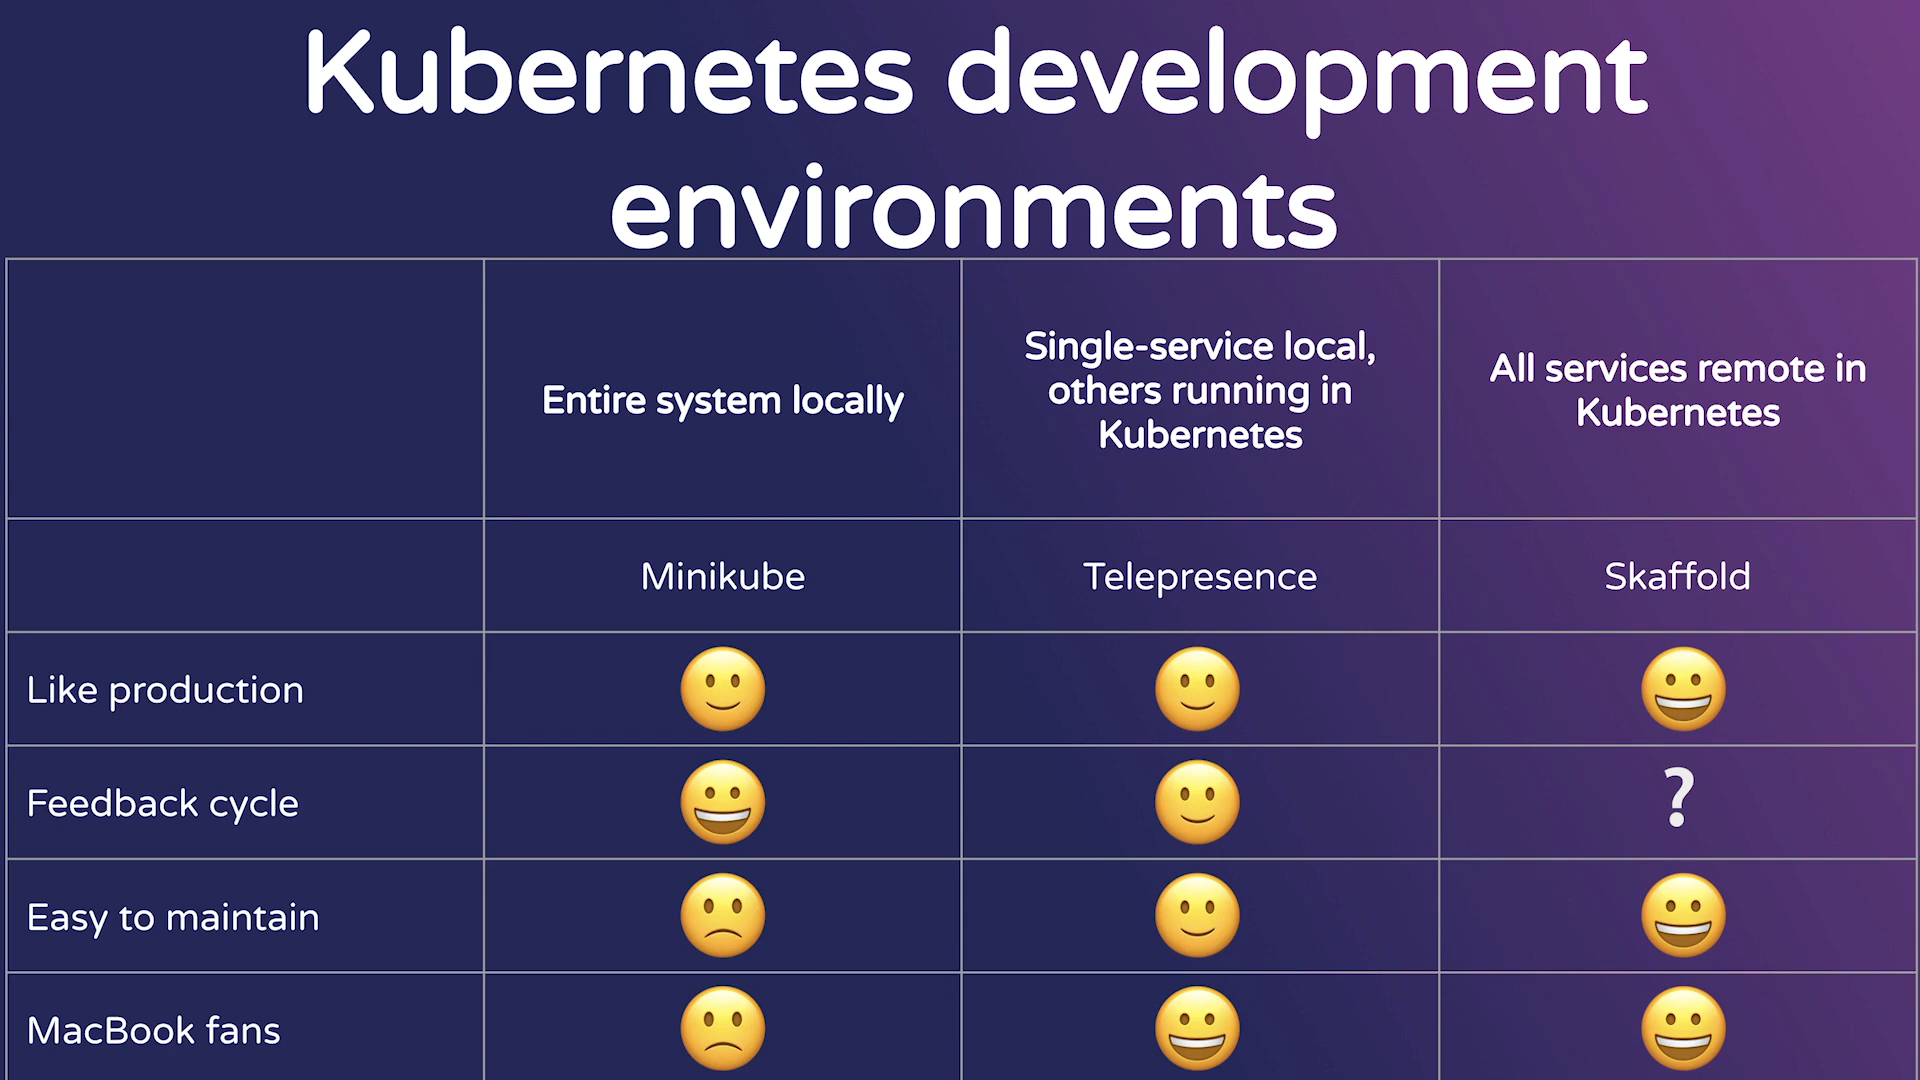 Kubernetes development
environments
Entire system locally
Single-service local,
others running in
Kubernetes
All services remote in
Kubernetes
Minikube
Telepresence
Skaffold
Like production
Feedback cycle
?
Easy to maintain
MacBook fans